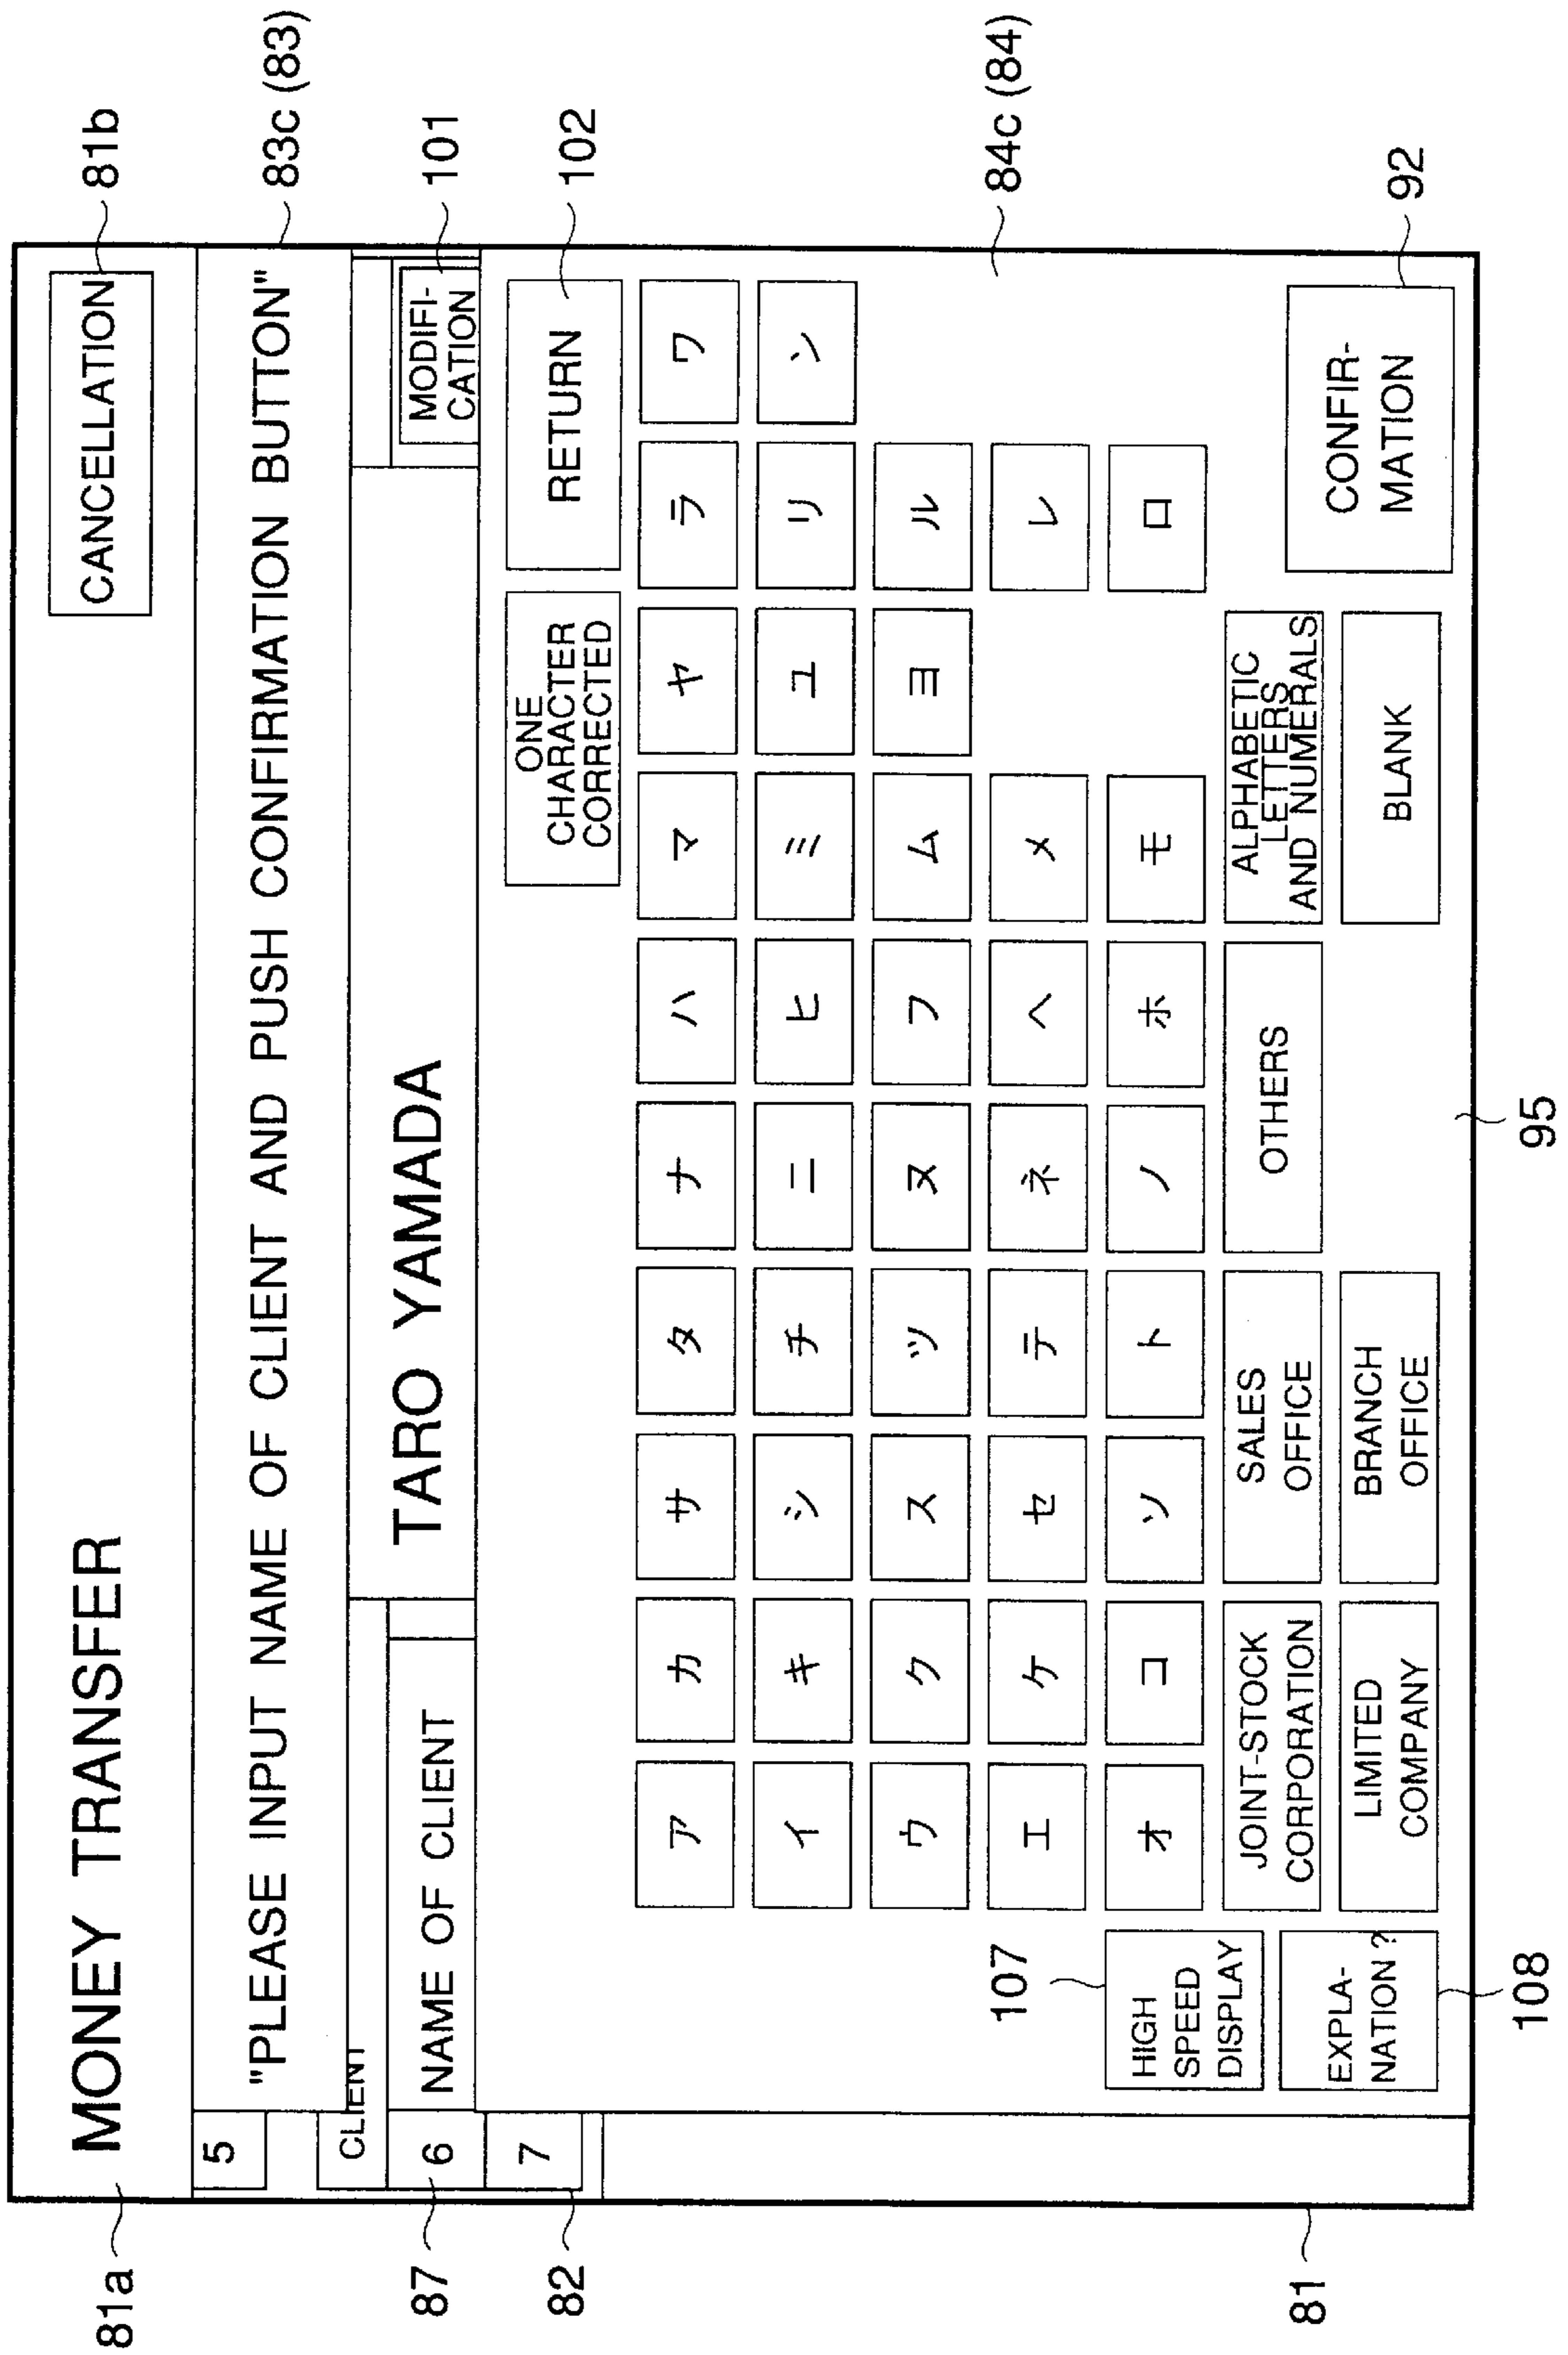 81a
MONEY TRANSFER
CANCELLATION
81b
"PLEASE INPUT NAME OF CLIENT AND PUSH CONFIRMATION BUTTON"
83c (83)
5
CLIENT
87
6
NAME OF CLIENT
TARO YAMADA
MODIFI-
CATION
101
82
7
ONE
CHARACTER
CORRECTED
RETURN
102
ア カ サ タ ナ ハ マ ヤ ラ ワ
イ キ シ チ ニ ヒ ミ ユ リ ン
ウ ク ス ツ ヌ フ ム ヨ ル
エ ケ セ テ ネ ヘ メ レ
オ コ ソ ト ノ ホ モ ロ
84c (84)
107
HIGH
SPEED
DISPLAY
JOINT-STOCK
CORPORATION
SALES
OFFICE
OTHERS
ALPHABETIC
LETTERS
AND NUMERALS
CONFIR-
MATION
92
EXPLA-
NATION ?
LIMITED
COMPANY
BRANCH
OFFICE
BLANK
81
108
95